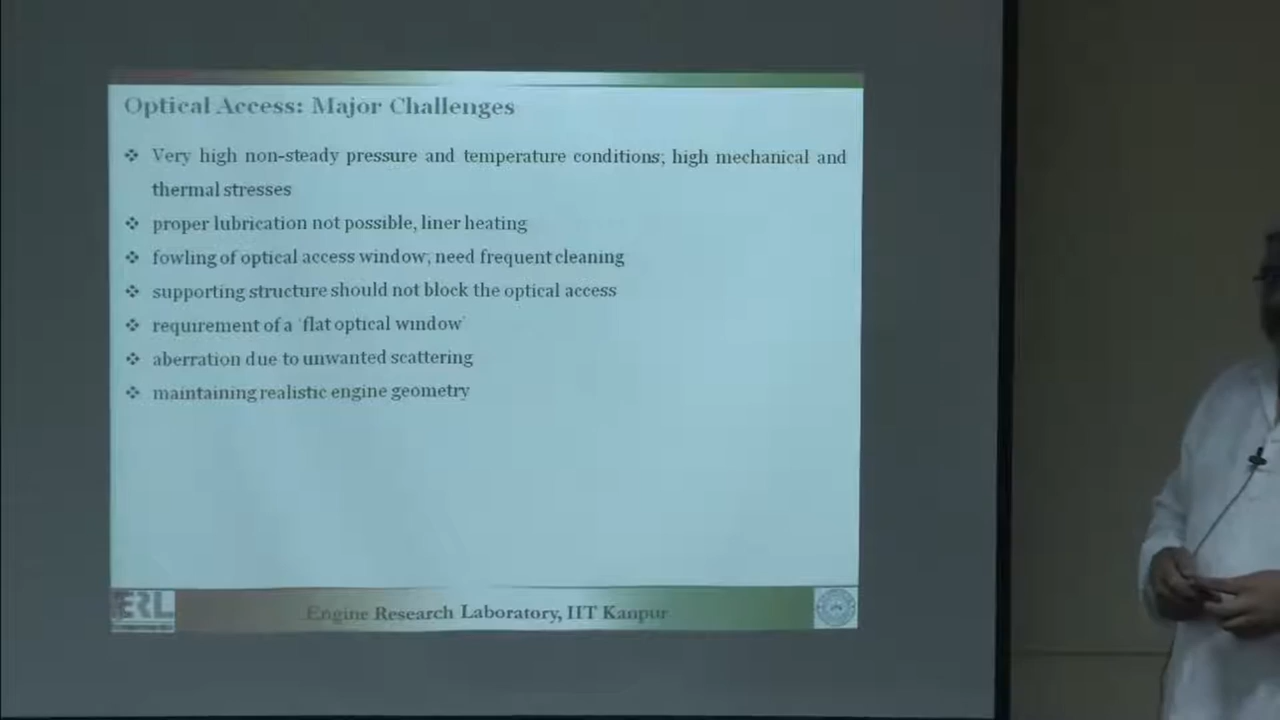 Optical Access: Major Challenges
❖ Very high non-steady pressure and temperature conditions; high mechanical and
thermal stresses
❖ proper lubrication not possible, liner heating
❖ fowling of optical access window; need frequent cleaning
❖ supporting structure should not block the optical access
❖ requirement of a 'flat optical window'
❖ aberration due to unwanted scattering
❖ maintaining realistic engine geometry
ERL
Engine Research Laboratory, IIT Kanpur